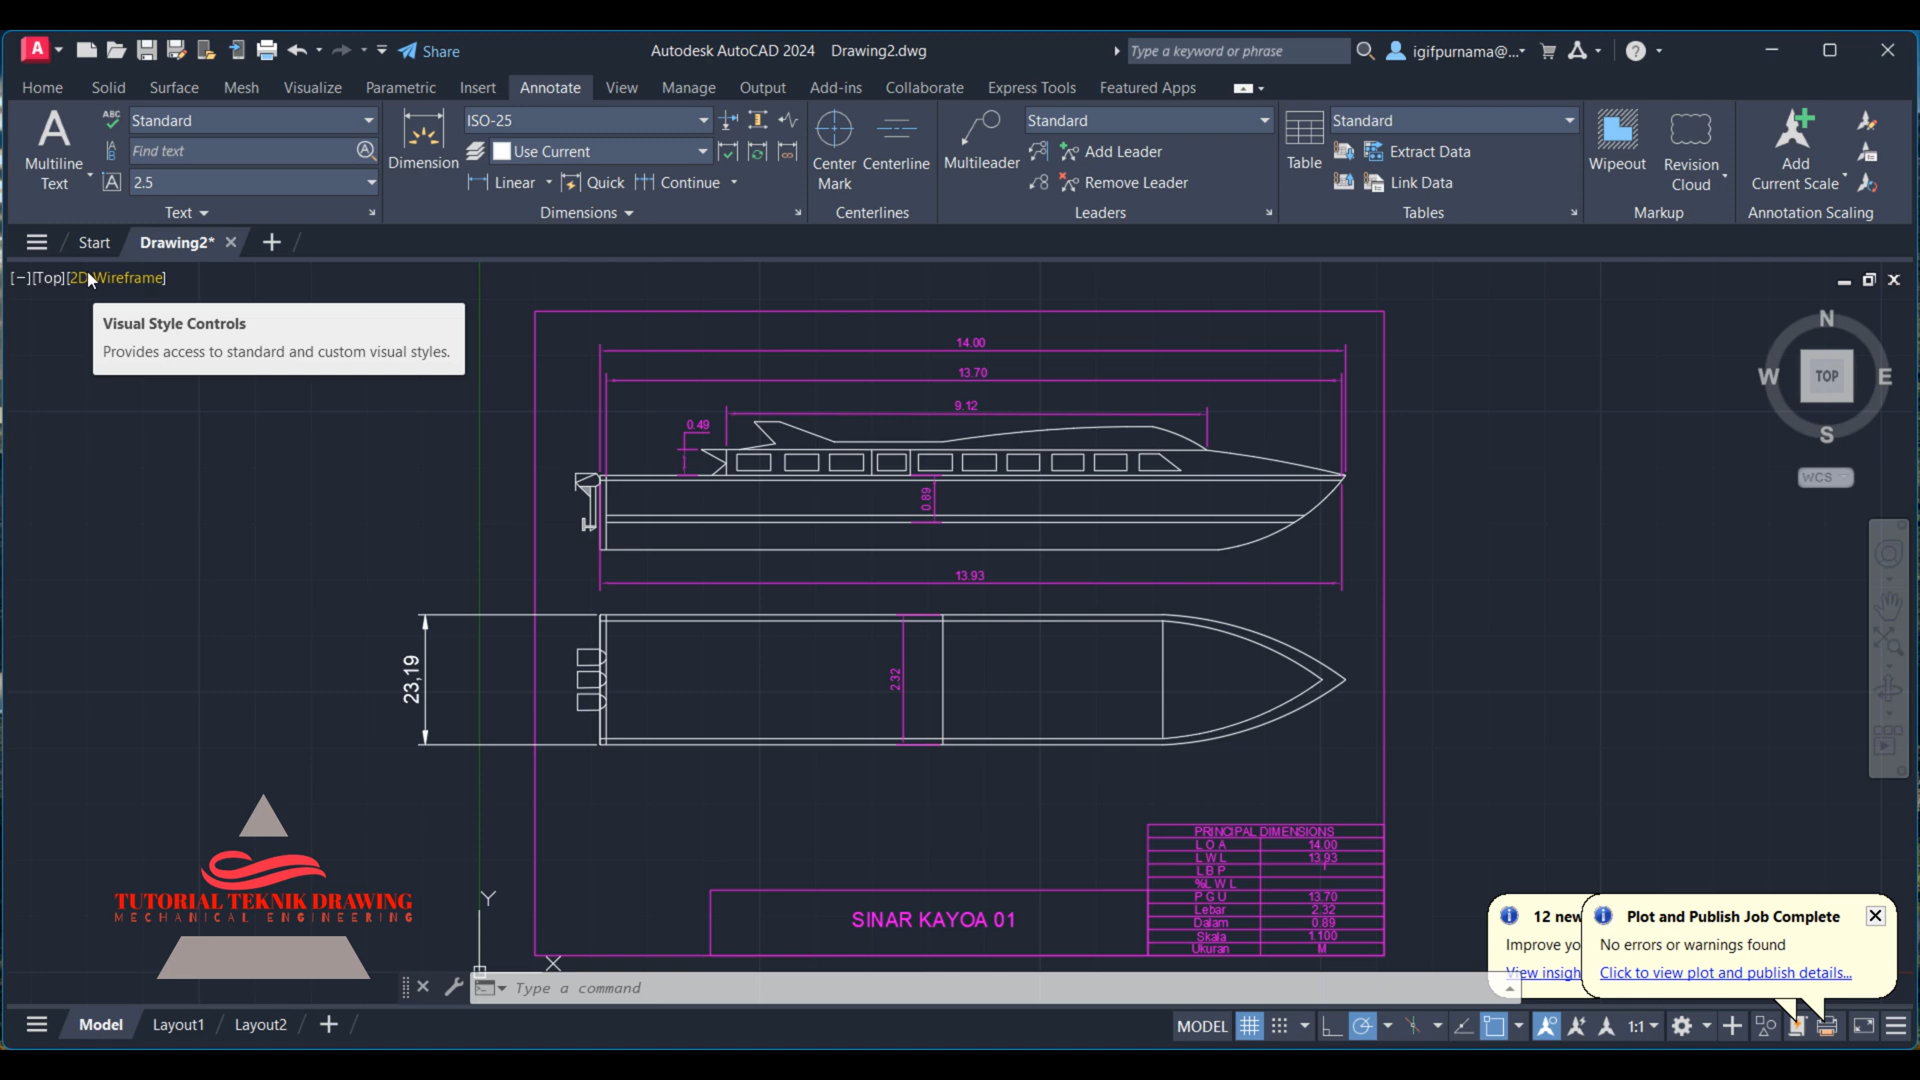 A Share Autodesk AutoCAD 2024 Drawing2.dwg Type a keyword or phrase igifpurnama@...
Home Solid Surface Mesh Visualize Parametric Insert Annotate View Manage Output Add-ins Collaborate Express Tools Featured Apps
A ABC Standard ISO-25 Standard Standard
Find text Use Current Add Leader Extract Data
Multiline Text
2.5
Dimension
Linear Quick Continue
Center Mark
Centerline
Multileader
Remove Leader
Table
Link Data
Wipeout
Revision Cloud
Add Current Scale
Text Dimensions Centerlines Leaders Tables Markup Annotation Scaling
Start Drawing2*
[−][Top][2D Wireframe]
Visual Style Controls
Provides access to standard and custom visual styles.
N
W TOP E
S
WCS
14.00
13.70
9.12
0.49
0.89
13.93
23,19
2.32
PRINCIPAL DIMENSIONS
L O A 14.00
L W L 13.93
L B P
%L W L
P G U 13.70
Lebar 2.32
Dalam 0.89
Skala 1.100
Ukuran M
SINAR KAYOA 01
TUTORIAL TEKNIK DRAWING
MECHANICAL ENGINEERING
Y
X
12 new
Improve yo
View insigh
Plot and Publish Job Complete
No errors or warnings found
Click to view plot and publish details...
Type a command
Model Layout1 Layout2 MODEL 1:1